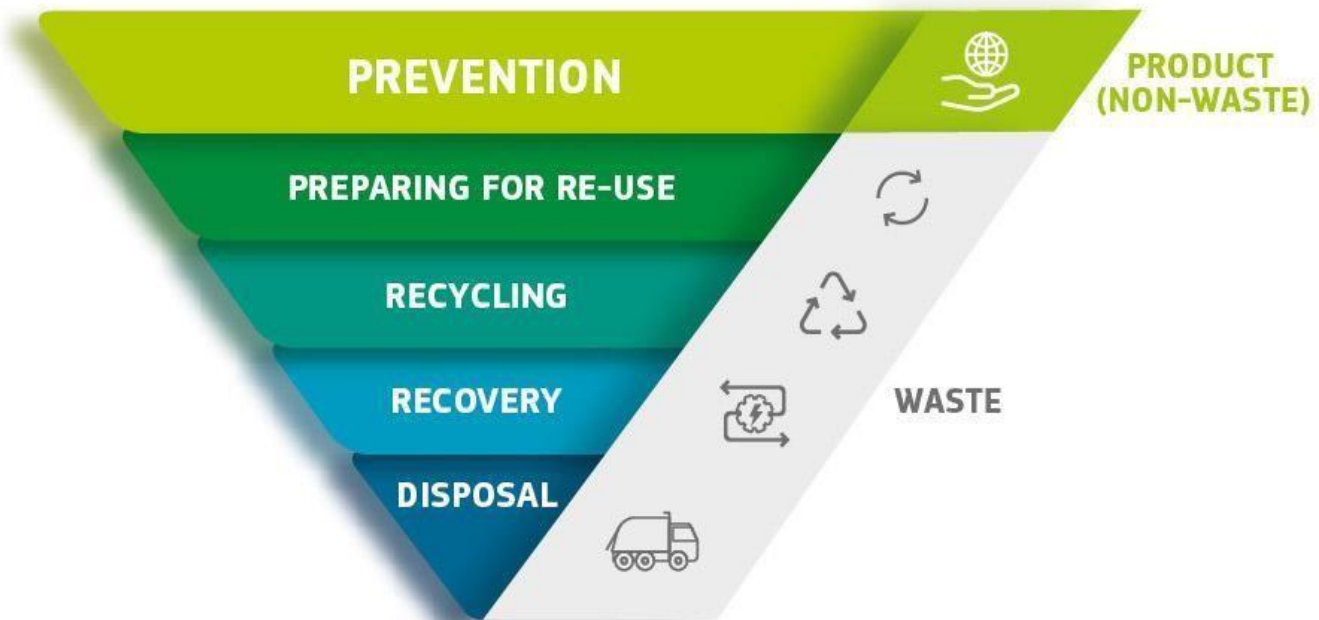 PREVENTION
PRODUCT
(NON-WASTE)
PREPARING FOR RE-USE
RECYCLING
RECOVERY
WASTE
DISPOSAL